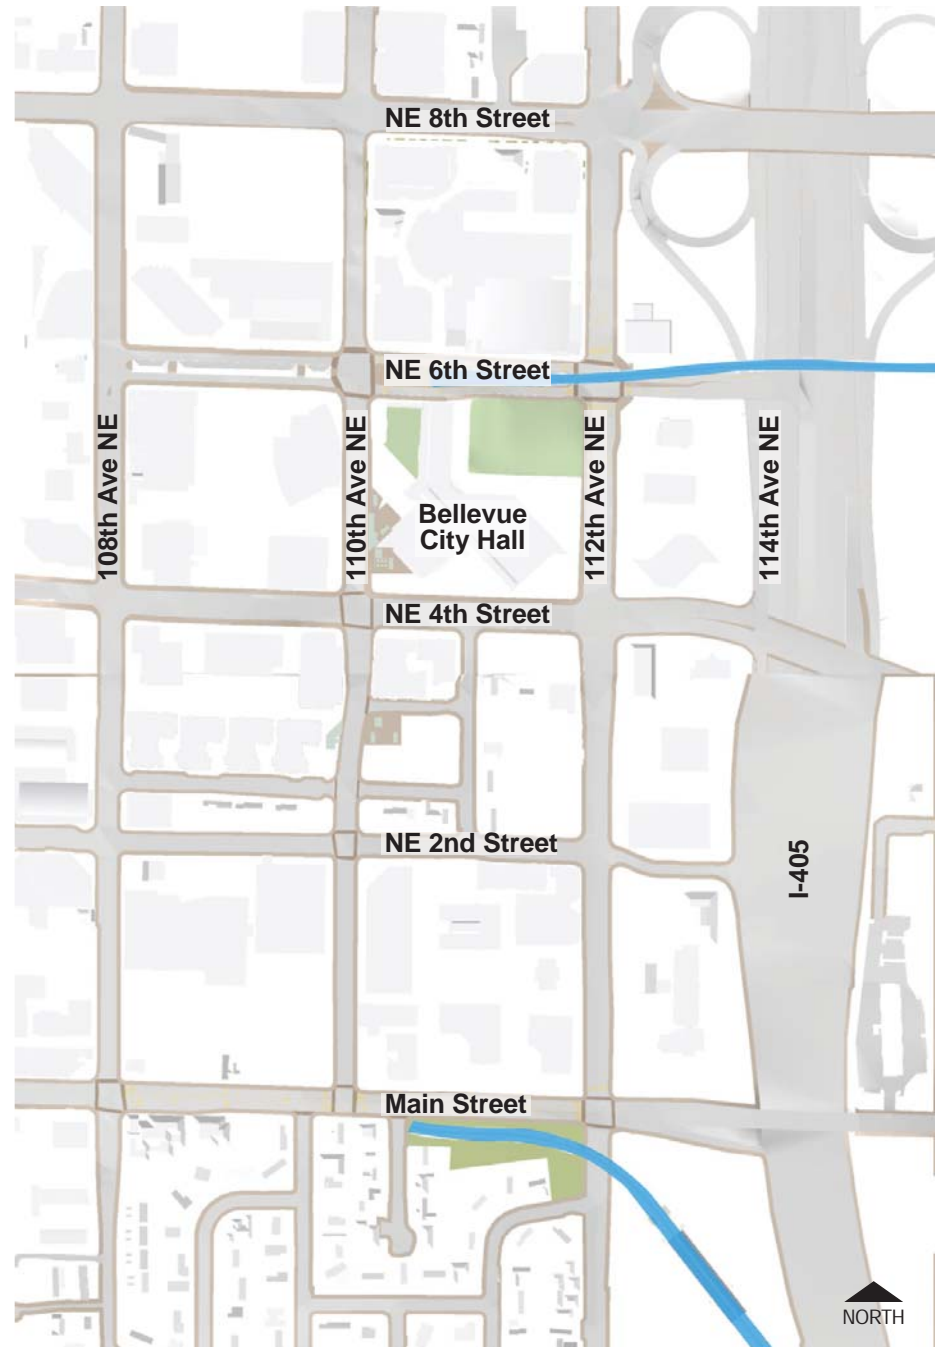 NE 8th Street
NE 6th Street
108th Ave NE
110th Ave NE
112th Ave NE
114th Ave NE
Bellevue
City Hall
NE 4th Street
NE 2nd Street
I-405
Main Street
NORTH